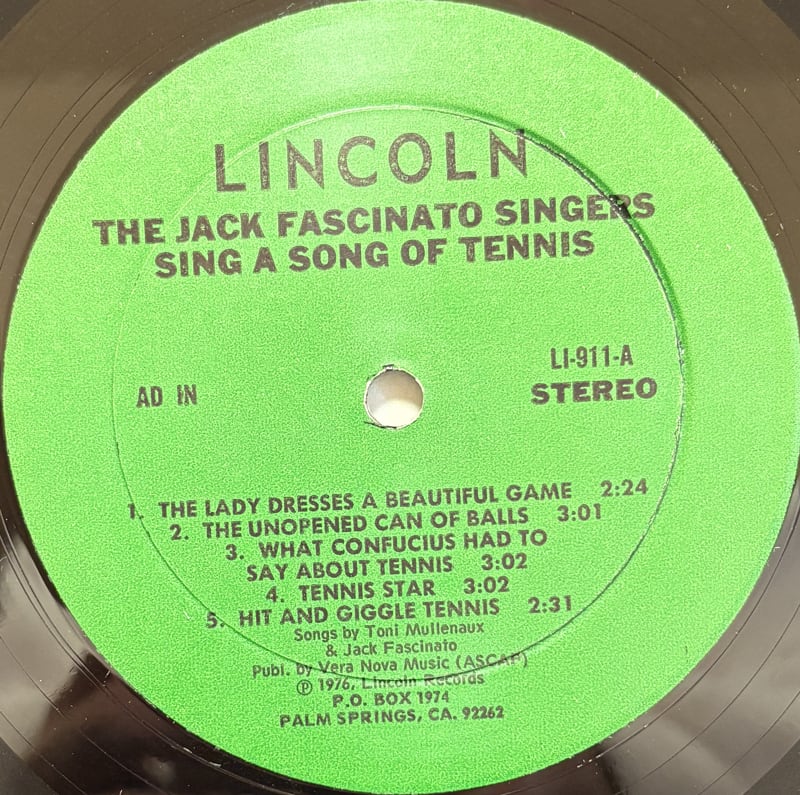 LINCOLN
THE JACK FASCINATO SINGERS
SING A SONG OF TENNIS
LI-911-A
AD IN
STEREO
1. THE LADY DRESSES A BEAUTIFUL GAME 2:24
2. THE UNOPENED CAN OF BALLS 3:01
3. WHAT CONFUCIUS HAD TO
SAY ABOUT TENNIS 3:02
4. TENNIS STAR 3:02
5. HIT AND GIGGLE TENNIS 2:31
Songs by Toni Mullenaux
& Jack Fascinato
Publ. by Vera Nova Music (ASCAP)
Ⓟ 1976, Lincoln Records
P.O. BOX 1974
PALM SPRINGS, CA. 92262